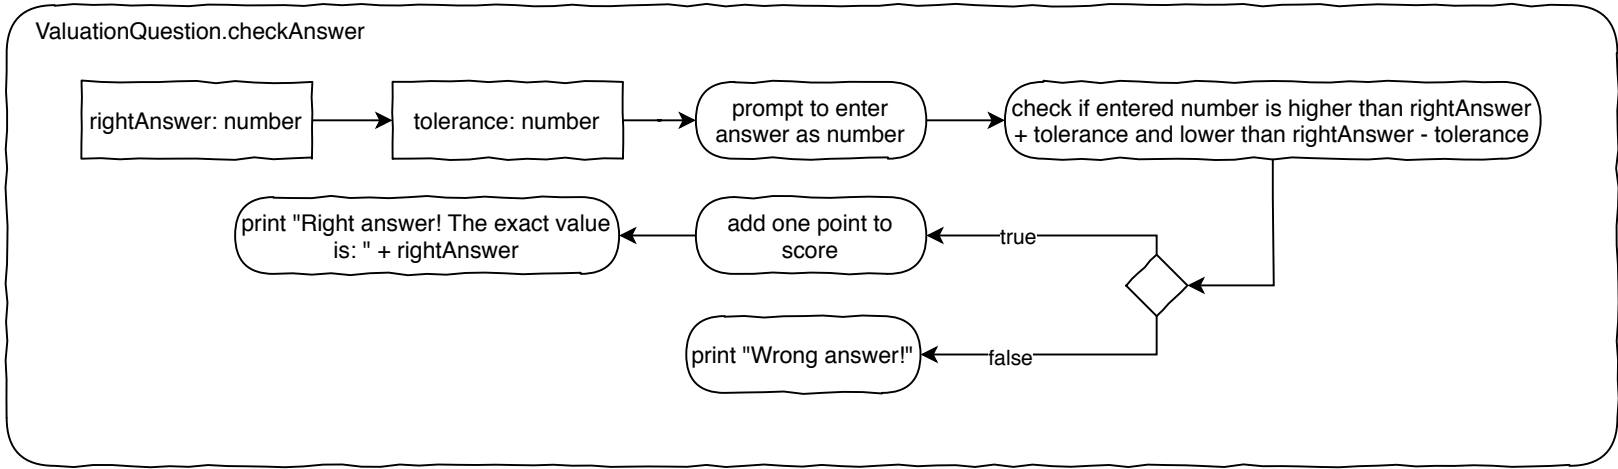 ValuationQuestion.checkAnswer
rightAnswer: number
tolerance: number
prompt to enter
answer as number
check if entered number is higher than rightAnswer
+ tolerance and lower than rightAnswer - tolerance
print "Right answer! The exact value
is: " + rightAnswer
add one point to
score
true
print "Wrong answer!"
false